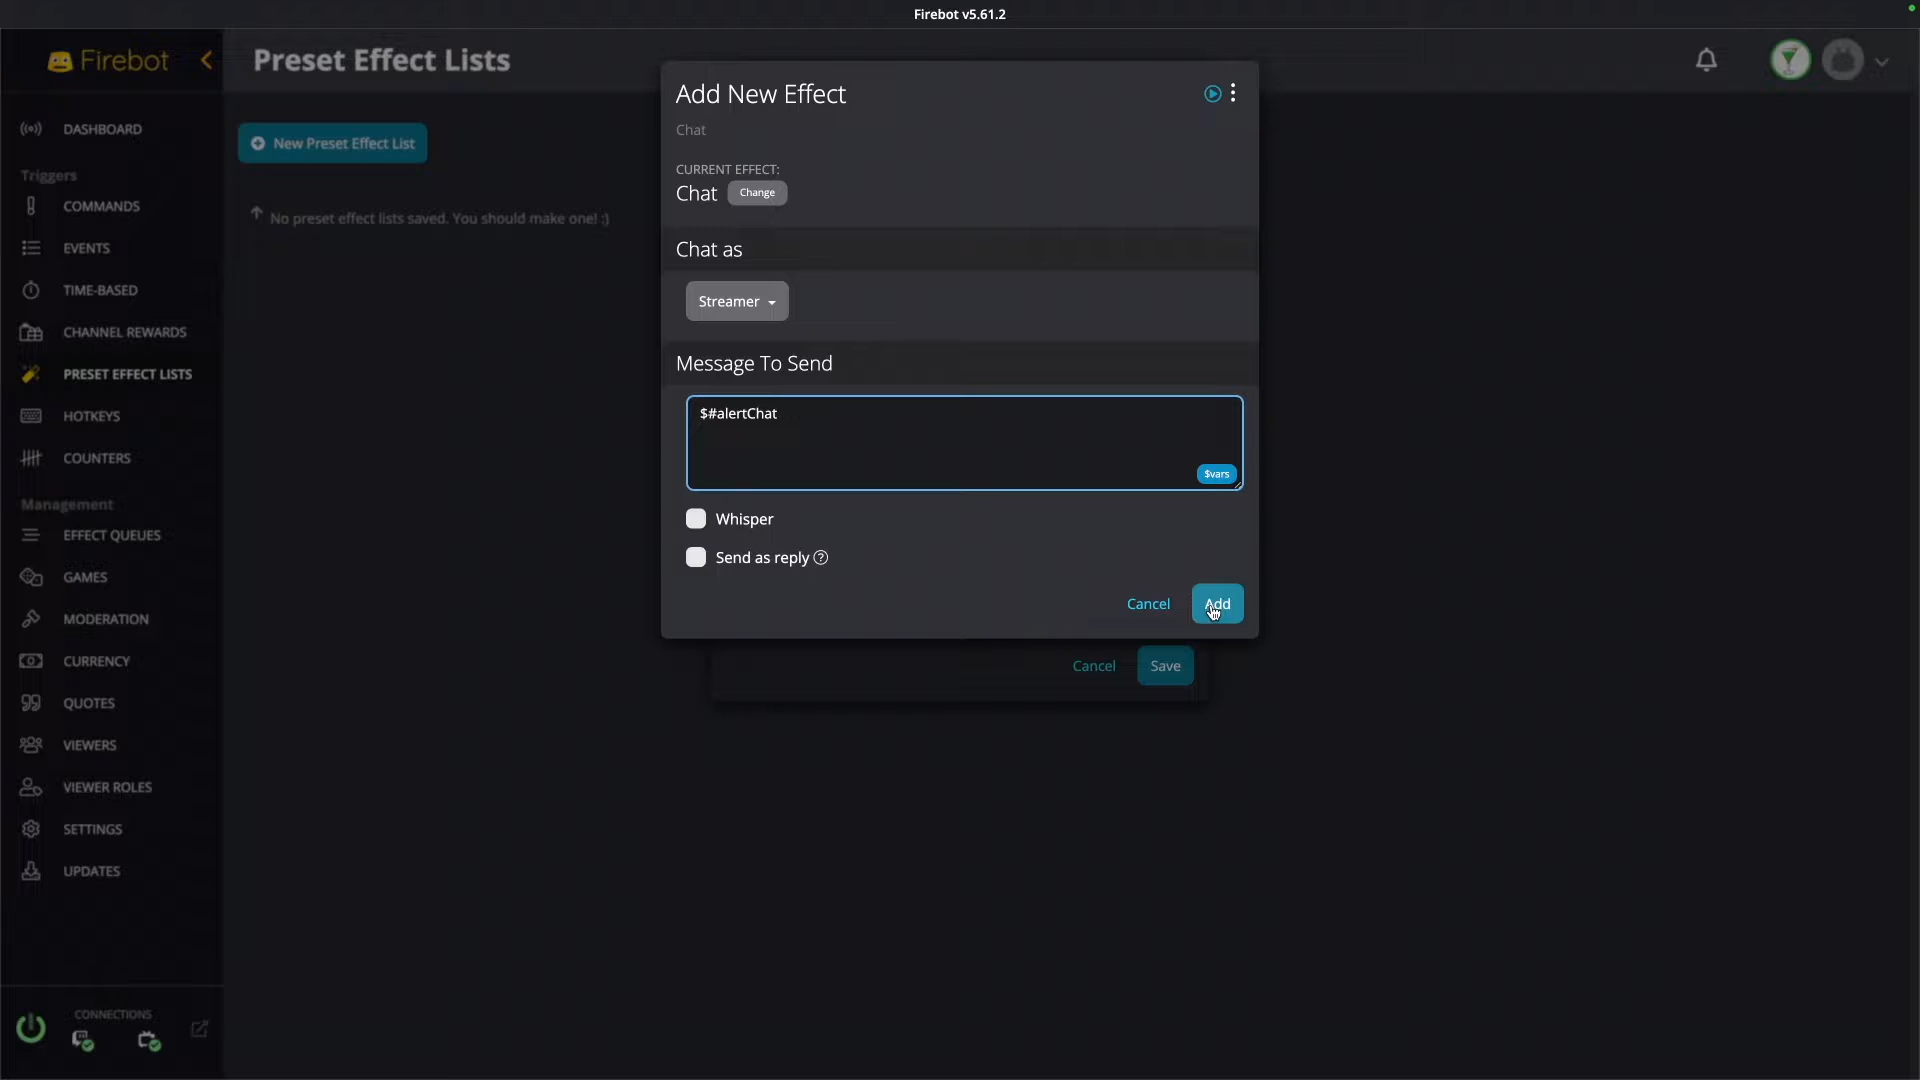 Firebot v5.61.2
Firebot
Preset Effect Lists
DASHBOARD
Triggers
COMMANDS
EVENTS
TIME-BASED
CHANNEL REWARDS
PRESET EFFECT LISTS
HOTKEYS
COUNTERS
Management
EFFECT QUEUES
GAMES
MODERATION
CURRENCY
QUOTES
VIEWERS
VIEWER ROLES
SETTINGS
UPDATES
CONNECTIONS
New Preset Effect List
No preset effect lists saved. You should make one! :)
Add New Effect
Chat
CURRENT EFFECT:
Chat Change
Chat as
Streamer
Message To Send
$#alertChat
$vars
Whisper
Send as reply
Cancel Add
Cancel Save